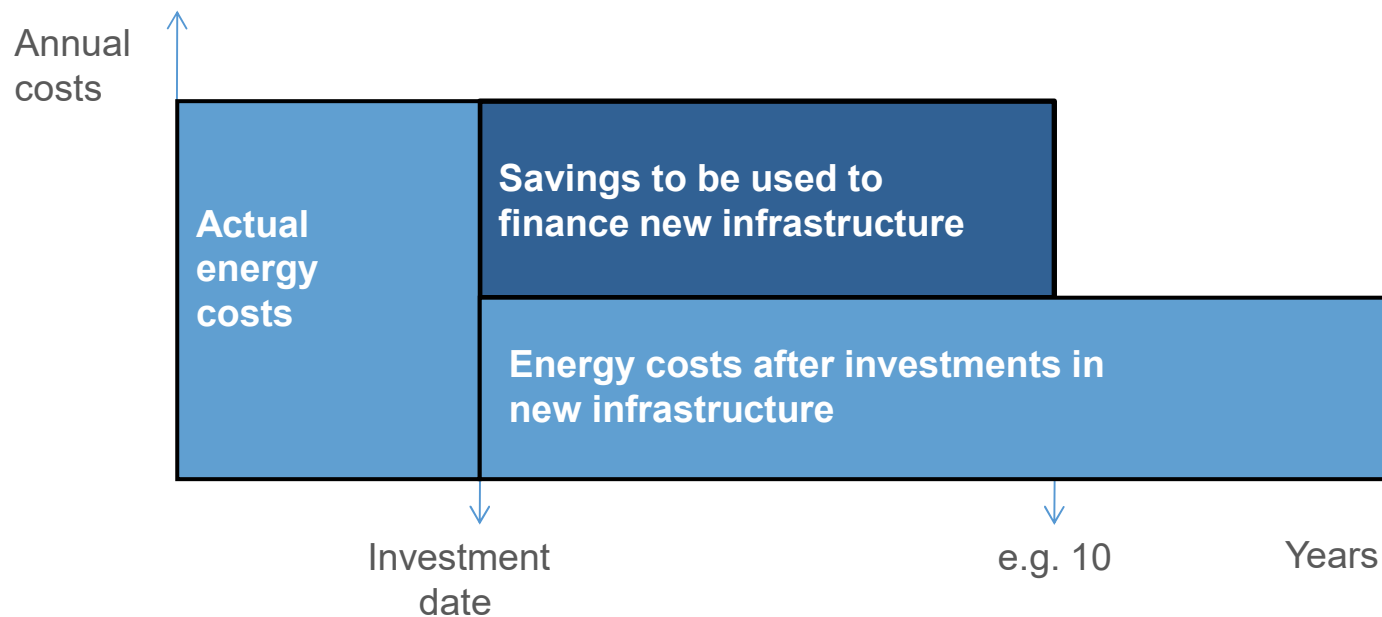 Annual
costs
Actual
energy
costs
Savings to be used to
finance new infrastructure
Energy costs after investments in
new infrastructure
Investment
date
e.g. 10
Years